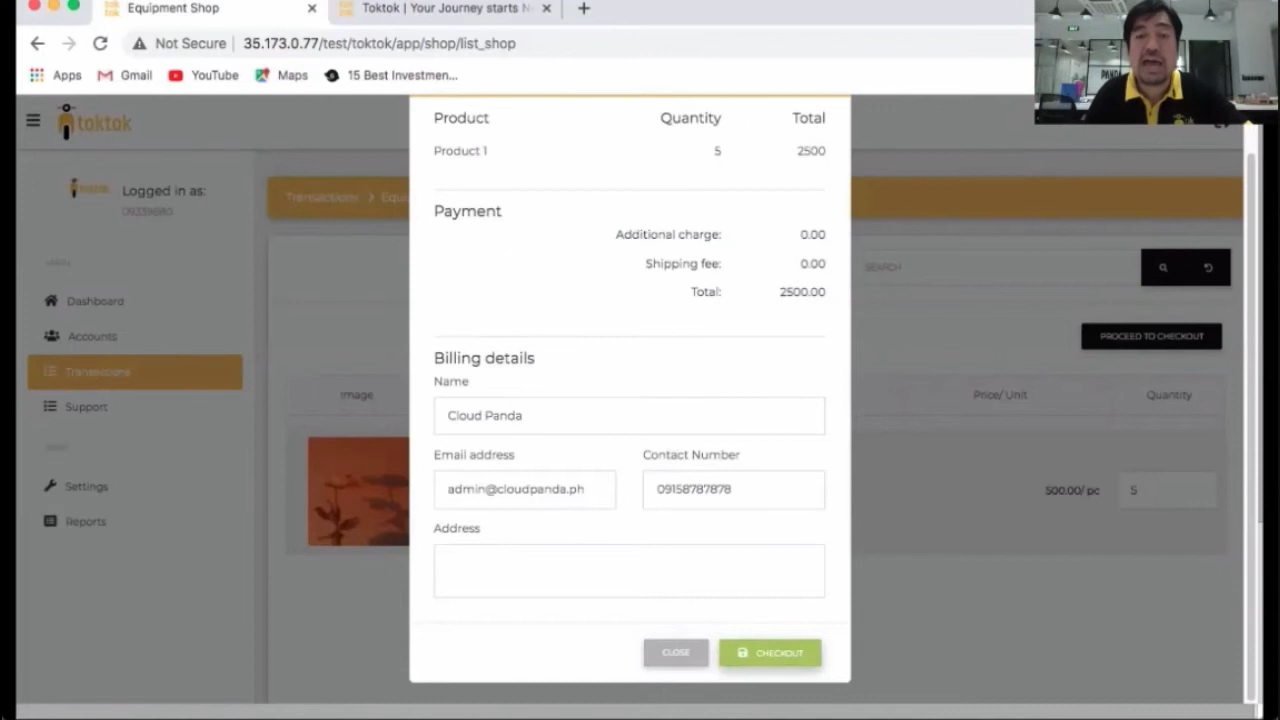 Equipment Shop
Toktok | Your Journey starts N
Not Secure 35.173.0.77/test/toktok/app/shop/list_shop
Apps Gmail YouTube Maps 15 Best Investmen...
toktok
Logged in as:
Transactions
Dashboard
Accounts
Transactions
Support
Settings
Reports
Product Quantity Total
Product 1 5 2500
Payment
Additional charge: 0.00
Shipping fee: 0.00
Total: 2500.00
Billing details
Name
Cloud Panda
Email address Contact Number
admin@cloudpanda.ph 09158787878
Address
CLOSE CHECKOUT
SEARCH
PROCEED TO CHECKOUT
Image Price/ Unit Quantity
500.00/ pc 5